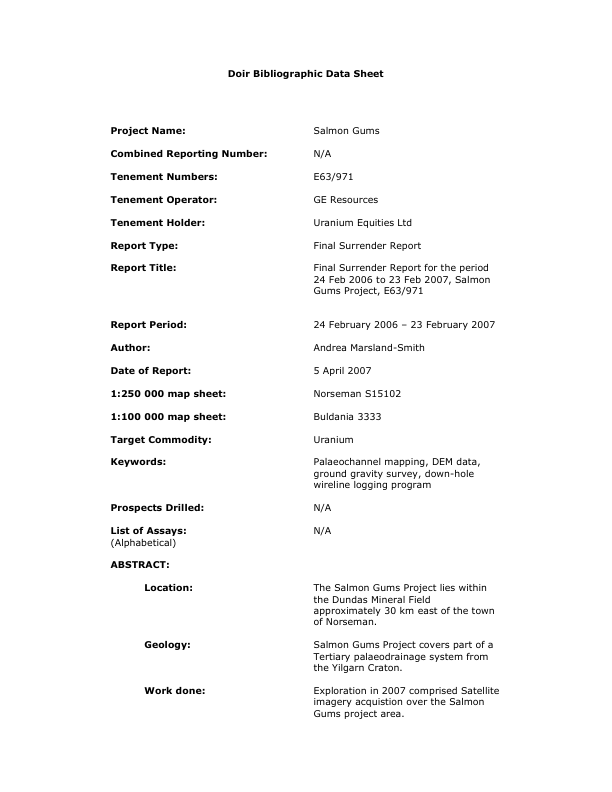 Doir Bibliographic Data Sheet
Project Name: Salmon Gums
Combined Reporting Number: N/A
Tenement Numbers: E63/971
Tenement Operator: GE Resources
Tenement Holder: Uranium Equities Ltd
Report Type: Final Surrender Report
Report Title: Final Surrender Report for the period
24 Feb 2006 to 23 Feb 2007, Salmon
Gums Project, E63/971
Report Period: 24 February 2006 – 23 February 2007
Author: Andrea Marsland-Smith
Date of Report: 5 April 2007
1:250 000 map sheet: Norseman S15102
1:100 000 map sheet: Buldania 3333
Target Commodity: Uranium
Keywords: Palaeochannel mapping, DEM data,
ground gravity survey, down-hole
wireline logging program
Prospects Drilled: N/A
List of Assays: N/A
(Alphabetical)
ABSTRACT:
Location: The Salmon Gums Project lies within
the Dundas Mineral Field
approximately 30 km east of the town
of Norseman.
Geology: Salmon Gums Project covers part of a
Tertiary palaeodrainage system from
the Yilgarn Craton.
Work done: Exploration in 2007 comprised Satellite
imagery acquistion over the Salmon
Gums project area.